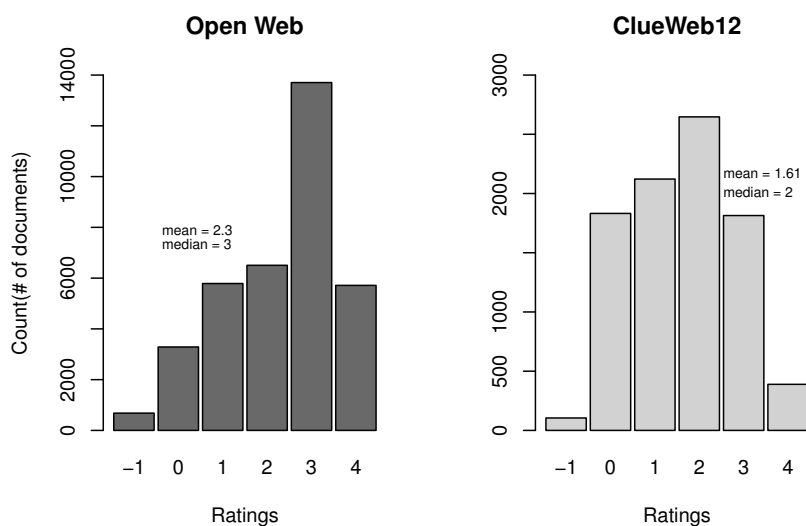 Open Web
Count(# of documents)
14000
10000
6000
2000
0
mean = 2.3
median = 3
−1 0 1 2 3 4
Ratings
ClueWeb12
3000
2000
1000
500
0
mean = 1.61
median = 2
−1 0 1 2 3 4
Ratings